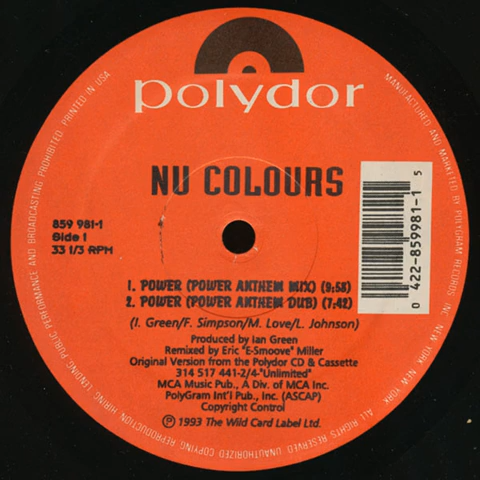 polydor
NU COLOURS
859 981-1
Side I
33 1/3 RPM
5
0 422-859981-1
1. POWER (POWER ANTHEM MIX) (9:58)
2. POWER (POWER ANTHEM DUB) (7:42)
(I. Green/F. Simpson/M. Love/L. Johnson)
Produced by Ian Green
Remixed by Eric "E-Smoove" Miller
Original Version from the Polydor CD & Cassette
314 517 441-2/4-"Unlimited"
MCA Music Pub., A Div. of MCA Inc.
PolyGram Int'l Pub., Inc. (ASCAP)
Copyright Control
℗ 1993 The Wild Card Label Ltd.
MANUFACTURED AND MARKETED BY POLYGRAM RECORDS, INC., NEW YORK, NEW YORK. ALL RIGHTS RESERVED. UNAUTHORIZED COPYING, REPRODUCTION, HIRING, LENDING, PUBLIC PERFORMANCE AND BROADCASTING PROHIBITED. PRINTED IN USA